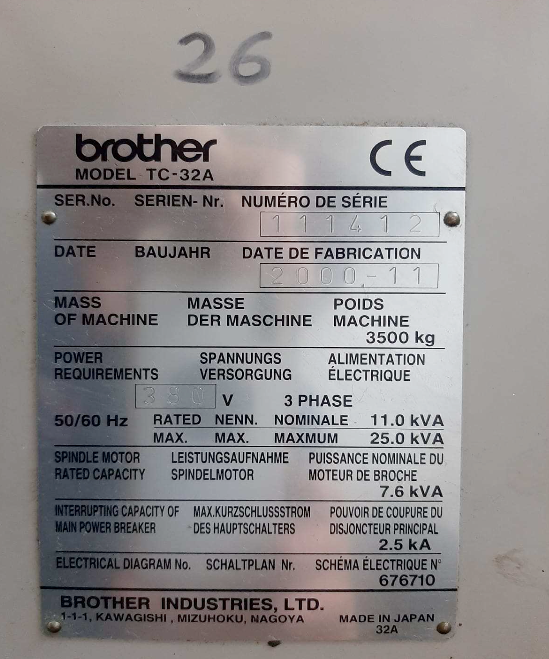 26
brother
CE
MODEL TC-32A
SER.No. SERIEN- Nr. NUMÉRO DE SÉRIE
111412
DATE BAUJAHR DATE DE FABRICATION
2000-11
MASS MASSE POIDS
OF MACHINE DER MASCHINE MACHINE
3500 kg
POWER SPANNUNGS ALIMENTATION
REQUIREMENTS VERSORGUNG ÉLECTRIQUE
380 V 3 PHASE
50/60 Hz RATED NENN. NOMINALE 11.0 kVA
MAX. MAX. MAXMUM 25.0 kVA
SPINDLE MOTOR LEISTUNGSAUFNAHME PUISSANCE NOMINALE DU
RATED CAPACITY SPINDELMOTOR MOTEUR DE BROCHE
7.6 kVA
INTERRUPTING CAPACITY OF MAX.KURZSCHLUSSSTROM POUVOIR DE COUPURE DU
MAIN POWER BREAKER DES HAUPTSCHALTERS DISJONCTEUR PRINCIPAL
2.5 kA
ELECTRICAL DIAGRAM No. SCHALTPLAN Nr. SCHÉMA ÉLECTRIQUE N°
676710
BROTHER INDUSTRIES, LTD.
1-1-1, KAWAGISHI, MIZUHOKU, NAGOYA MADE IN JAPAN
32A